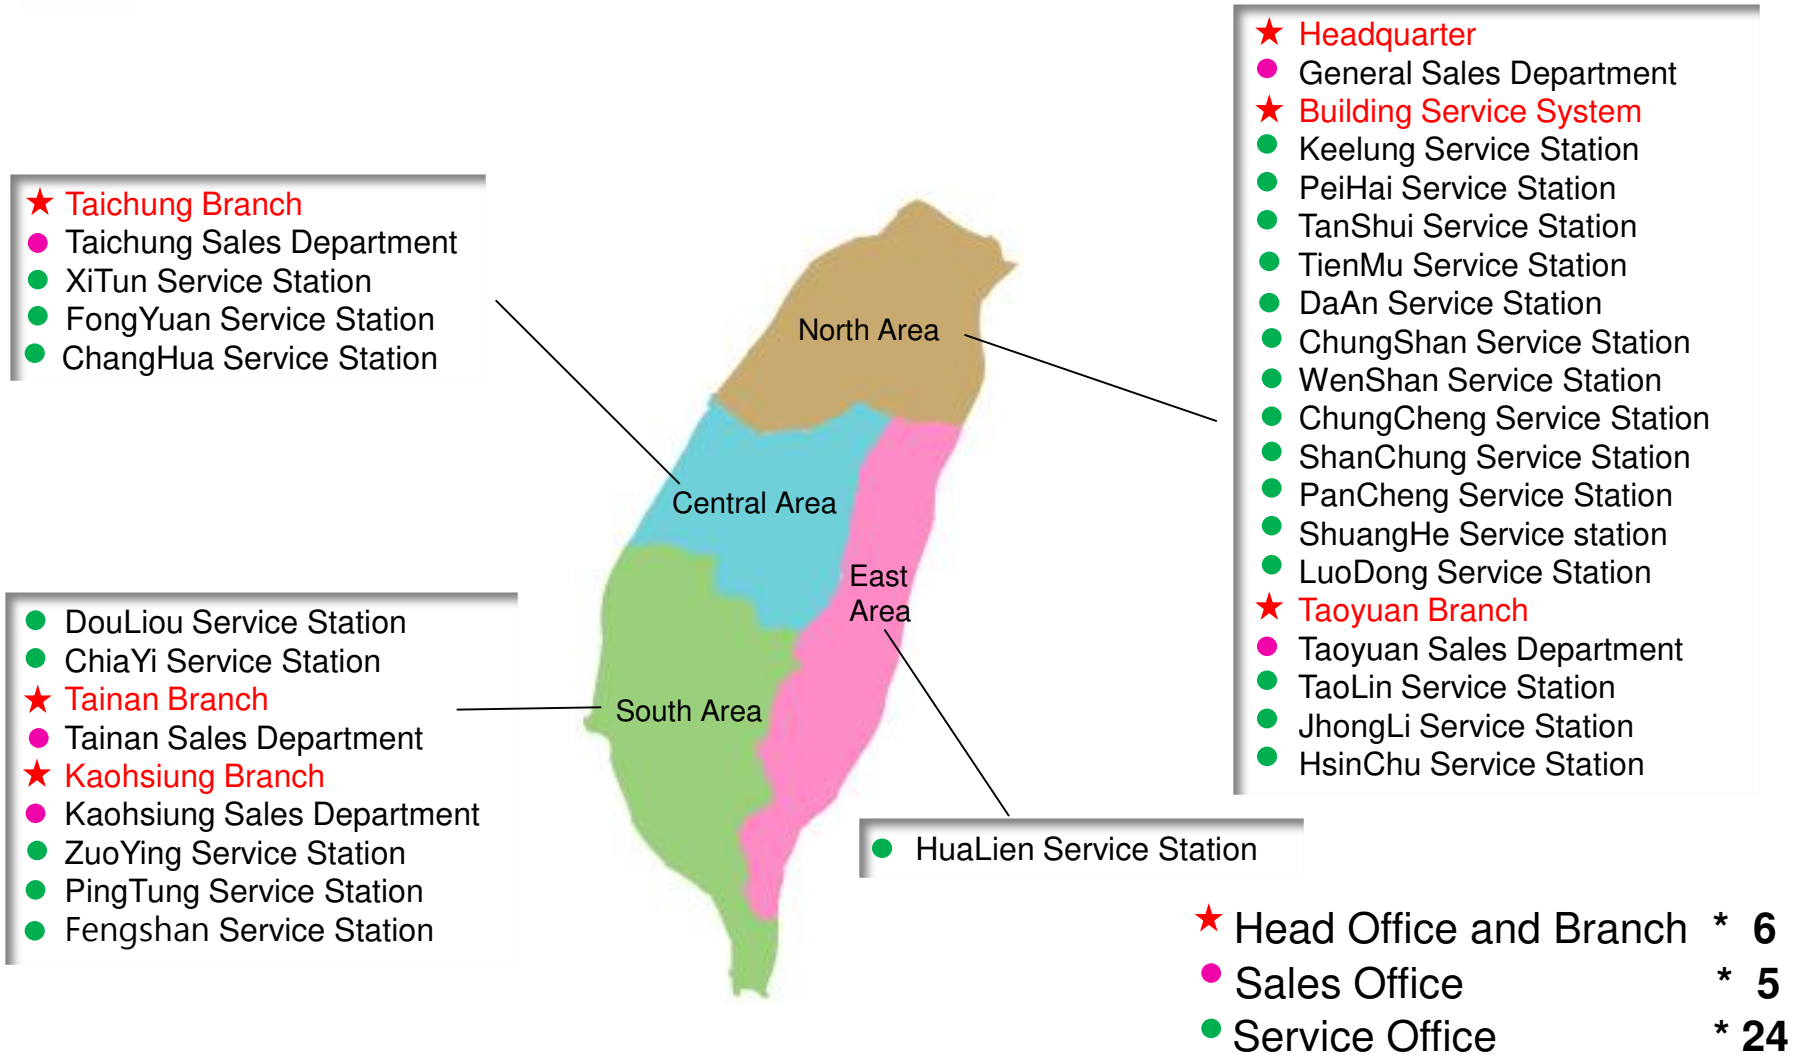 Headquarter
General Sales Department
Building Service System
Keelung Service Station
PeiHai Service Station
TanShui Service Station
TienMu Service Station
DaAn Service Station
ChungShan Service Station
WenShan Service Station
ChungCheng Service Station
ShanChung Service Station
PanCheng Service Station
ShuangHe Service station
LuoDong Service Station
Taoyuan Branch
Taoyuan Sales Department
TaoLin Service Station
JhongLi Service Station
HsinChu Service Station
Taichung Branch
Taichung Sales Department
XiTun Service Station
FongYuan Service Station
ChangHua Service Station
North Area
Central Area
East
Area
South Area
DouLiou Service Station
ChiaYi Service Station
Tainan Branch
Tainan Sales Department
Kaohsiung Branch
Kaohsiung Sales Department
ZuoYing Service Station
PingTung Service Station
Fengshan Service Station
HuaLien Service Station
Head Office and Branch * 6
Sales Office * 5
Service Office * 24